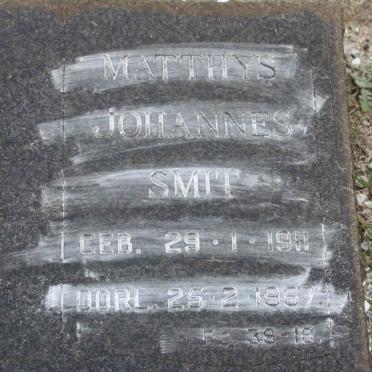 MATTHYS
JOHANNES
SMIT
GEB. 29·1·1911
OORL. 25-2-1967
PS. 39-16